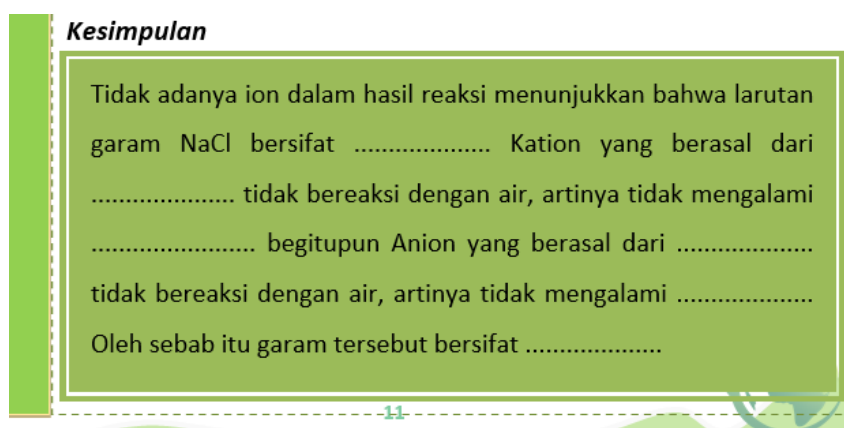 Kesimpulan
Tidak adanya ion dalam hasil reaksi menunjukkan bahwa larutan
garam NaCl bersifat .................... Kation yang berasal dari
..................... tidak bereaksi dengan air, artinya tidak mengalami
........................ begitupun Anion yang berasal dari ....................
tidak bereaksi dengan air, artinya tidak mengalami ....................
Oleh sebab itu garam tersebut bersifat ....................
11